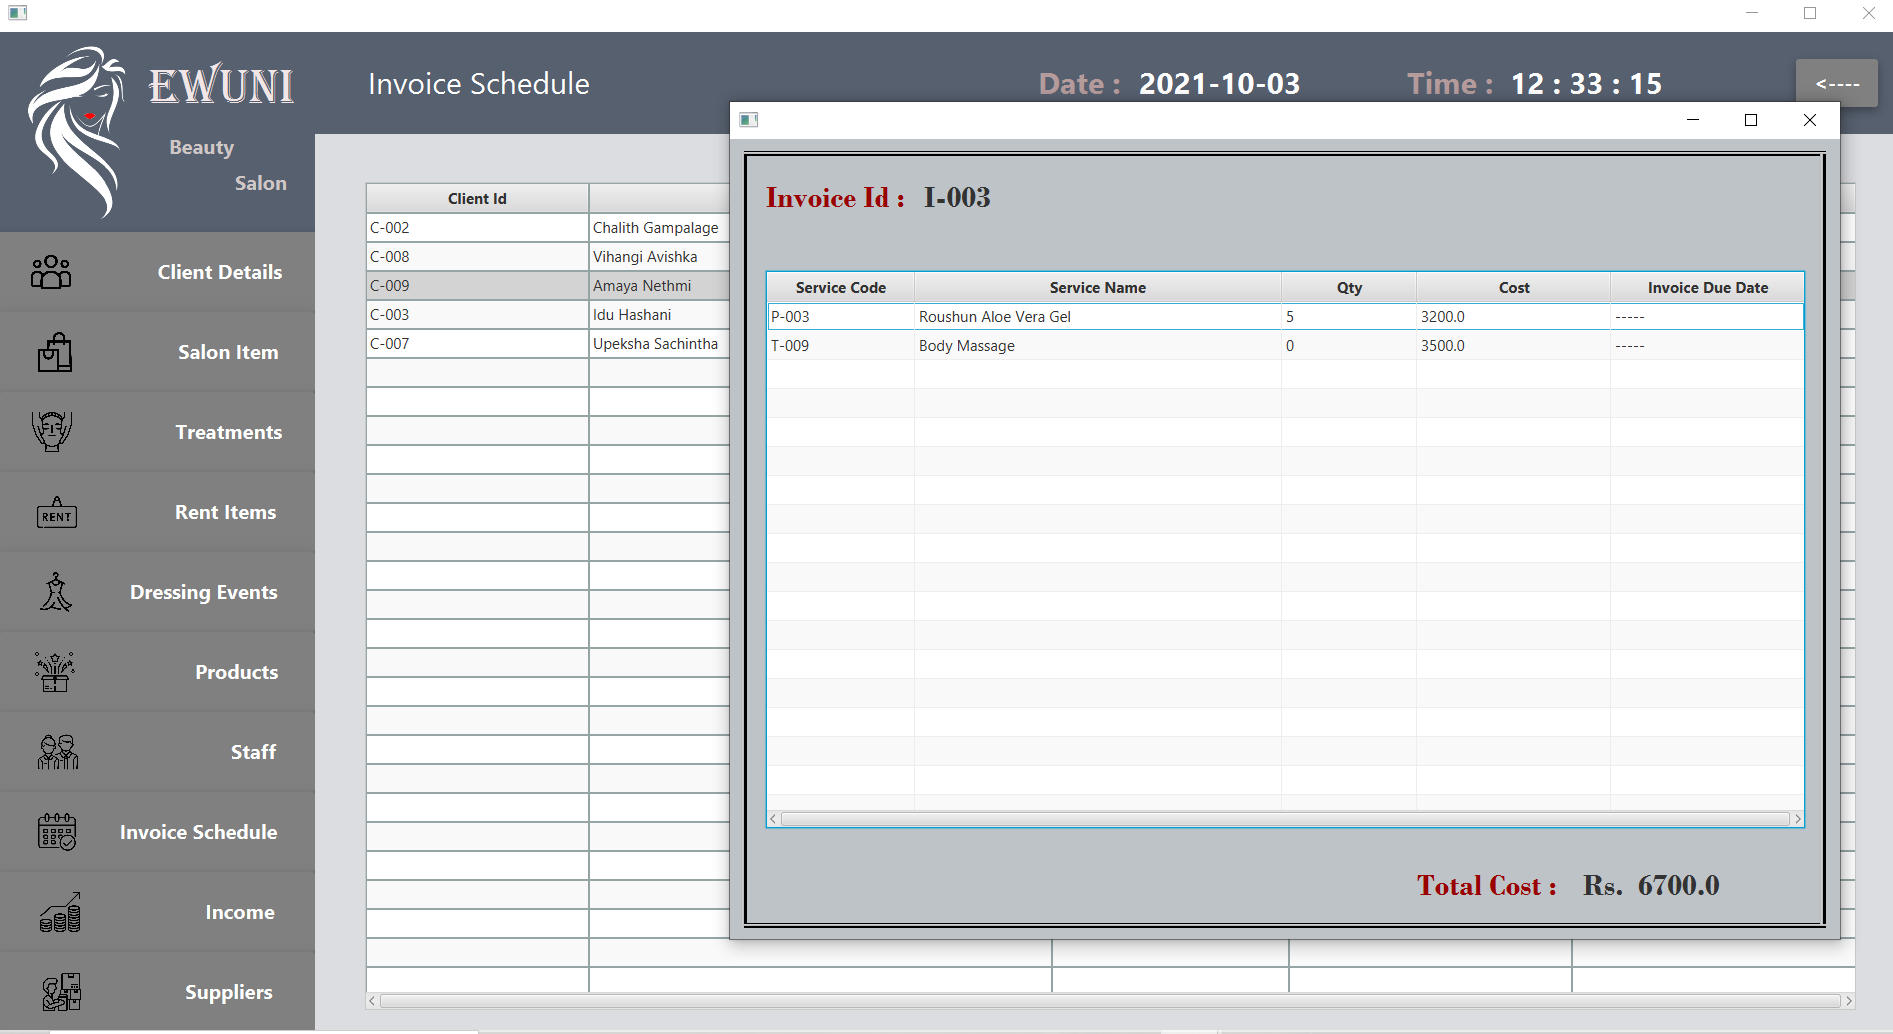 EWUNI
Beauty
Salon
Invoice Schedule
Date : 2021-10-03
Time : 12 : 33 : 15
<----
Client Details
Salon Item
Treatments
RENT
Rent Items
Dressing Events
Products
Staff
Invoice Schedule
Income
Suppliers
Client Id
C-002 Chalith Gampalage
C-008 Vihangi Avishka
C-009 Amaya Nethmi
C-003 Idu Hashani
C-007 Upeksha Sachintha
Invoice Id : I-003
Service Code Service Name Qty Cost Invoice Due Date
P-003 Roushun Aloe Vera Gel 5 3200.0 -----
T-009 Body Massage 0 3500.0 -----
Total Cost : Rs. 6700.0